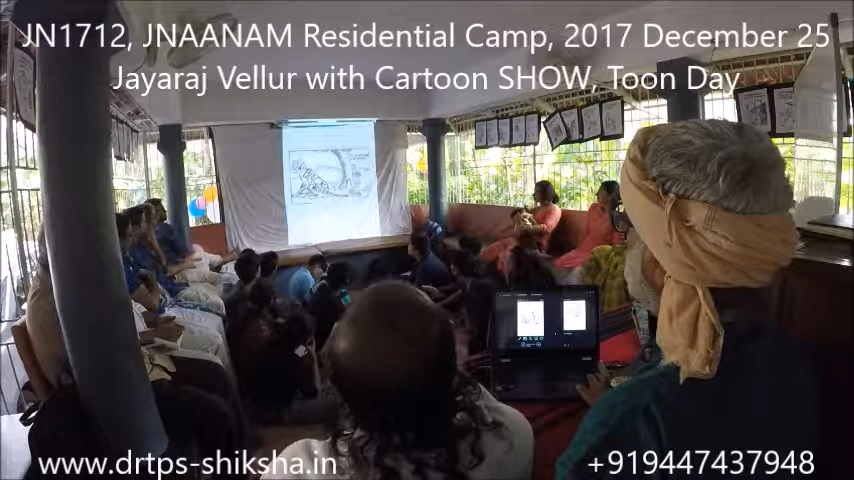 JN1712, JNAANAM Residential Camp, 2017 December 25
Jayaraj Vellur with Cartoon SHOW, Toon Day
www.drtps-shiksha.in
+919447437948